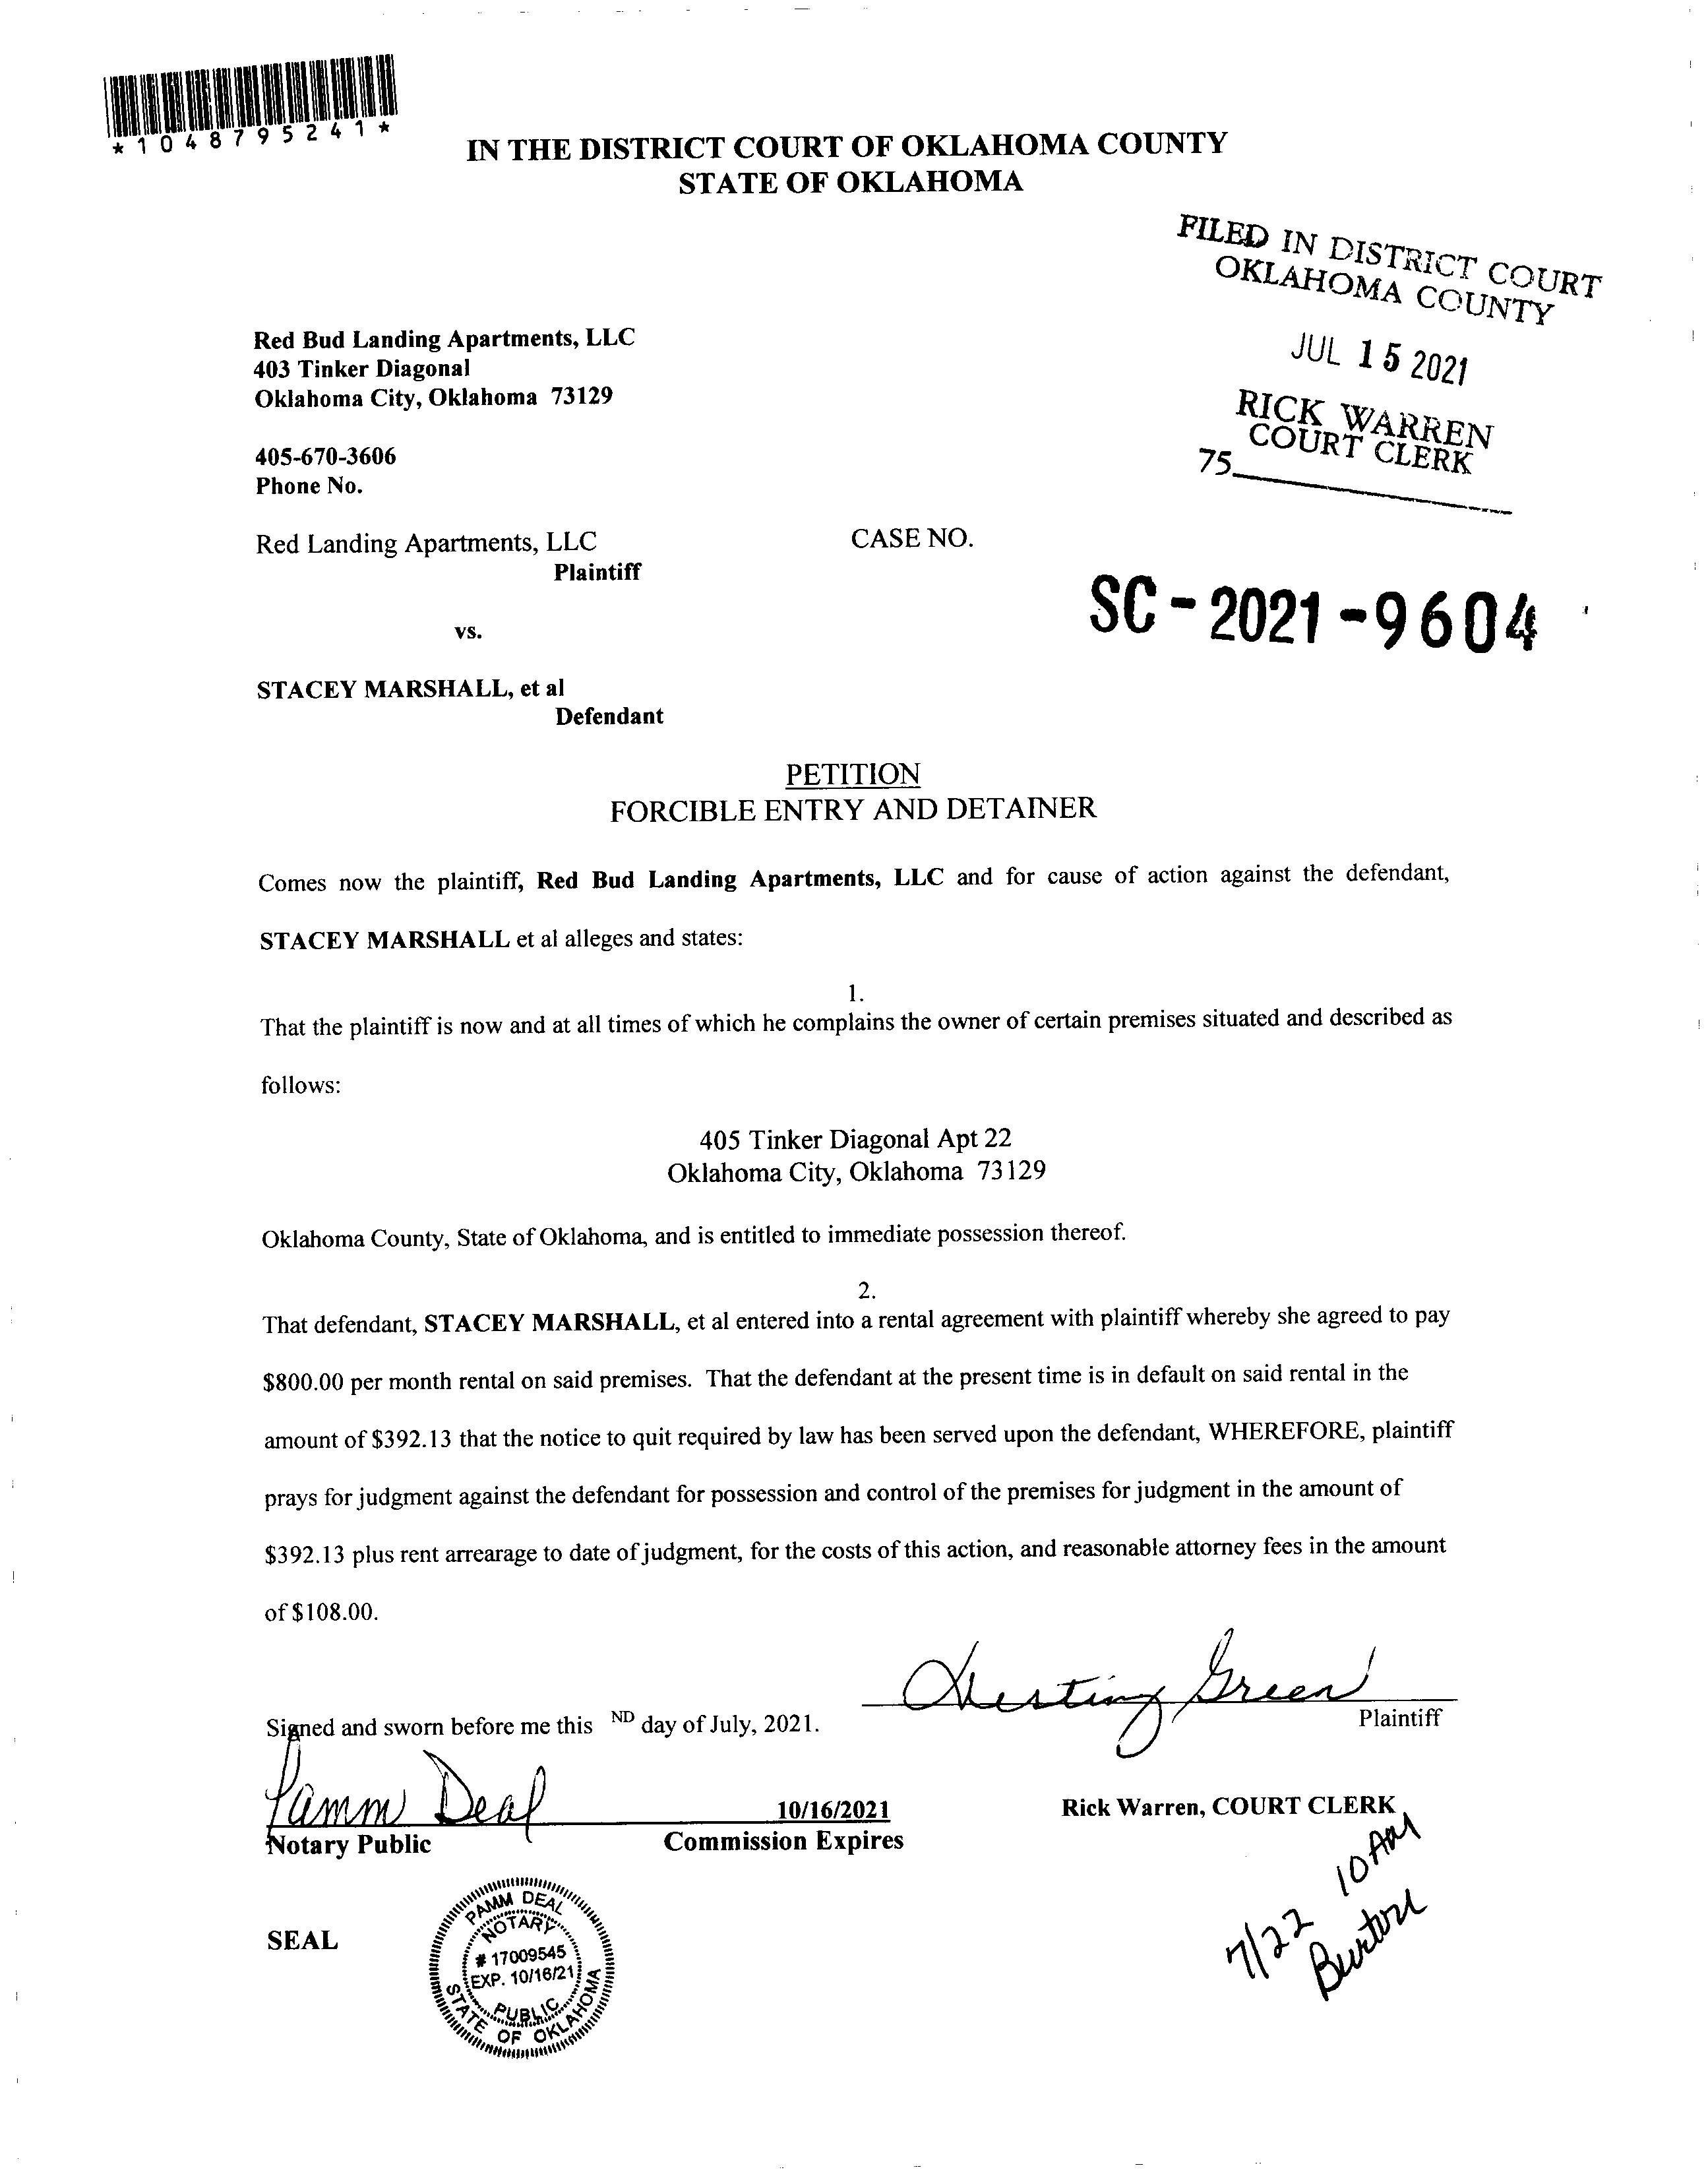 *1048795241*
IN THE DISTRICT COURT OF OKLAHOMA COUNTY
STATE OF OKLAHOMA
FILED IN DISTRICT COURT
OKLAHOMA COUNTY
JUL 15 2021
RICK WARREN
COURT CLERK
75
Red Bud Landing Apartments, LLC
403 Tinker Diagonal
Oklahoma City, Oklahoma 73129
405-670-3606
Phone No.
Red Landing Apartments, LLC
Plaintiff
CASE NO.
SC-2021-9604
vs.
STACEY MARSHALL, et al
Defendant
PETITION
FORCIBLE ENTRY AND DETAINER
Comes now the plaintiff, Red Bud Landing Apartments, LLC and for cause of action against the defendant,
STACEY MARSHALL et al alleges and states:
1.
That the plaintiff is now and at all times of which he complains the owner of certain premises situated and described as
follows:
405 Tinker Diagonal Apt 22
Oklahoma City, Oklahoma 73129
Oklahoma County, State of Oklahoma, and is entitled to immediate possession thereof.
2.
That defendant, STACEY MARSHALL, et al entered into a rental agreement with plaintiff whereby she agreed to pay
$800.00 per month rental on said premises. That the defendant at the present time is in default on said rental in the
amount of $392.13 that the notice to quit required by law has been served upon the defendant, WHEREFORE, plaintiff
prays for judgment against the defendant for possession and control of the premises for judgment in the amount of
$392.13 plus rent arrearage to date of judgment, for the costs of this action, and reasonable attorney fees in the amount
of $108.00.
Green
Plaintiff
Signed and sworn before me this ND day of July, 2021.
Pamm Deal
10/16/2021
Notary Public
Commission Expires
Rick Warren, COURT CLERK
7/22 10 AM
Burton
SEAL
PAMM DEAL
NOTARY
# 17009545
EXP. 10/16/21
PUBLIC
STATE OF OKLAHOMA